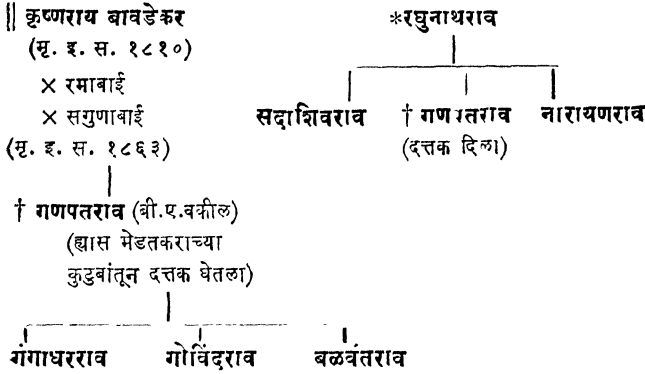 || कृष्णराय बावडेकर
(मृ. इ. स. १८१०)
× रमाबाई
× सगुणाबाई
(मृ. इ. स. १८६३)
† गणपतराव (बी.ए.वकील)
(ह्यास मेडतकराच्या
कुटुबांतून दत्तक घेतला)
गंगाधरराव गोविंदराव बळवंतराव
*रघुनाथराव
सदाशिवराव † गणपतराव नारायणराव
(दत्तक दिला)